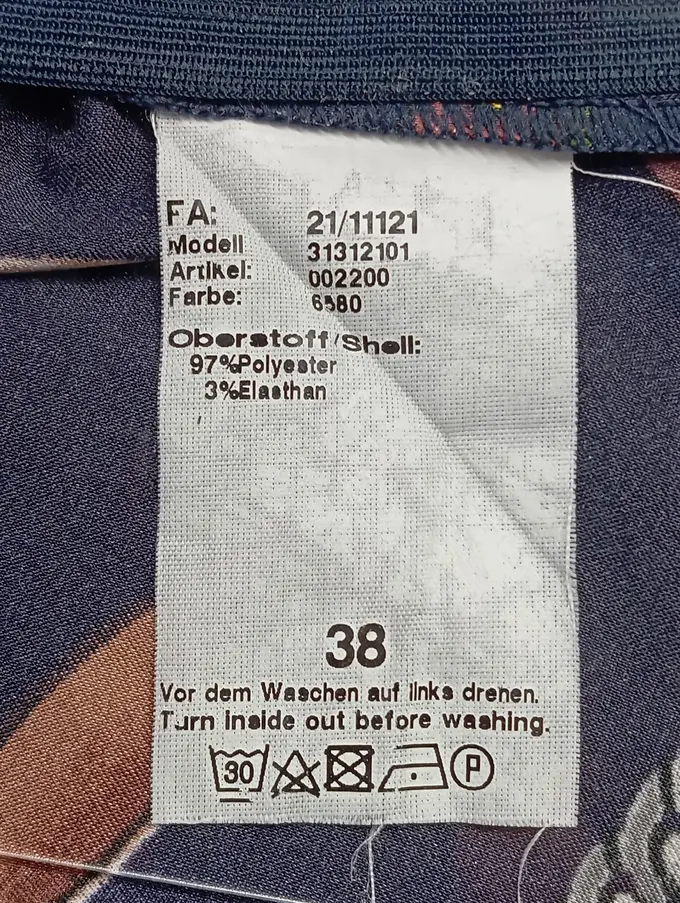 FA: 21/11121
Modell 31312101
Artikel: 002200
Farbe: 6580
Oberstoff/Shell:
97%Polyester
3%Elasthan
38
Vor dem Waschen auf links drehen.
Turn inside out before washing.
30 P